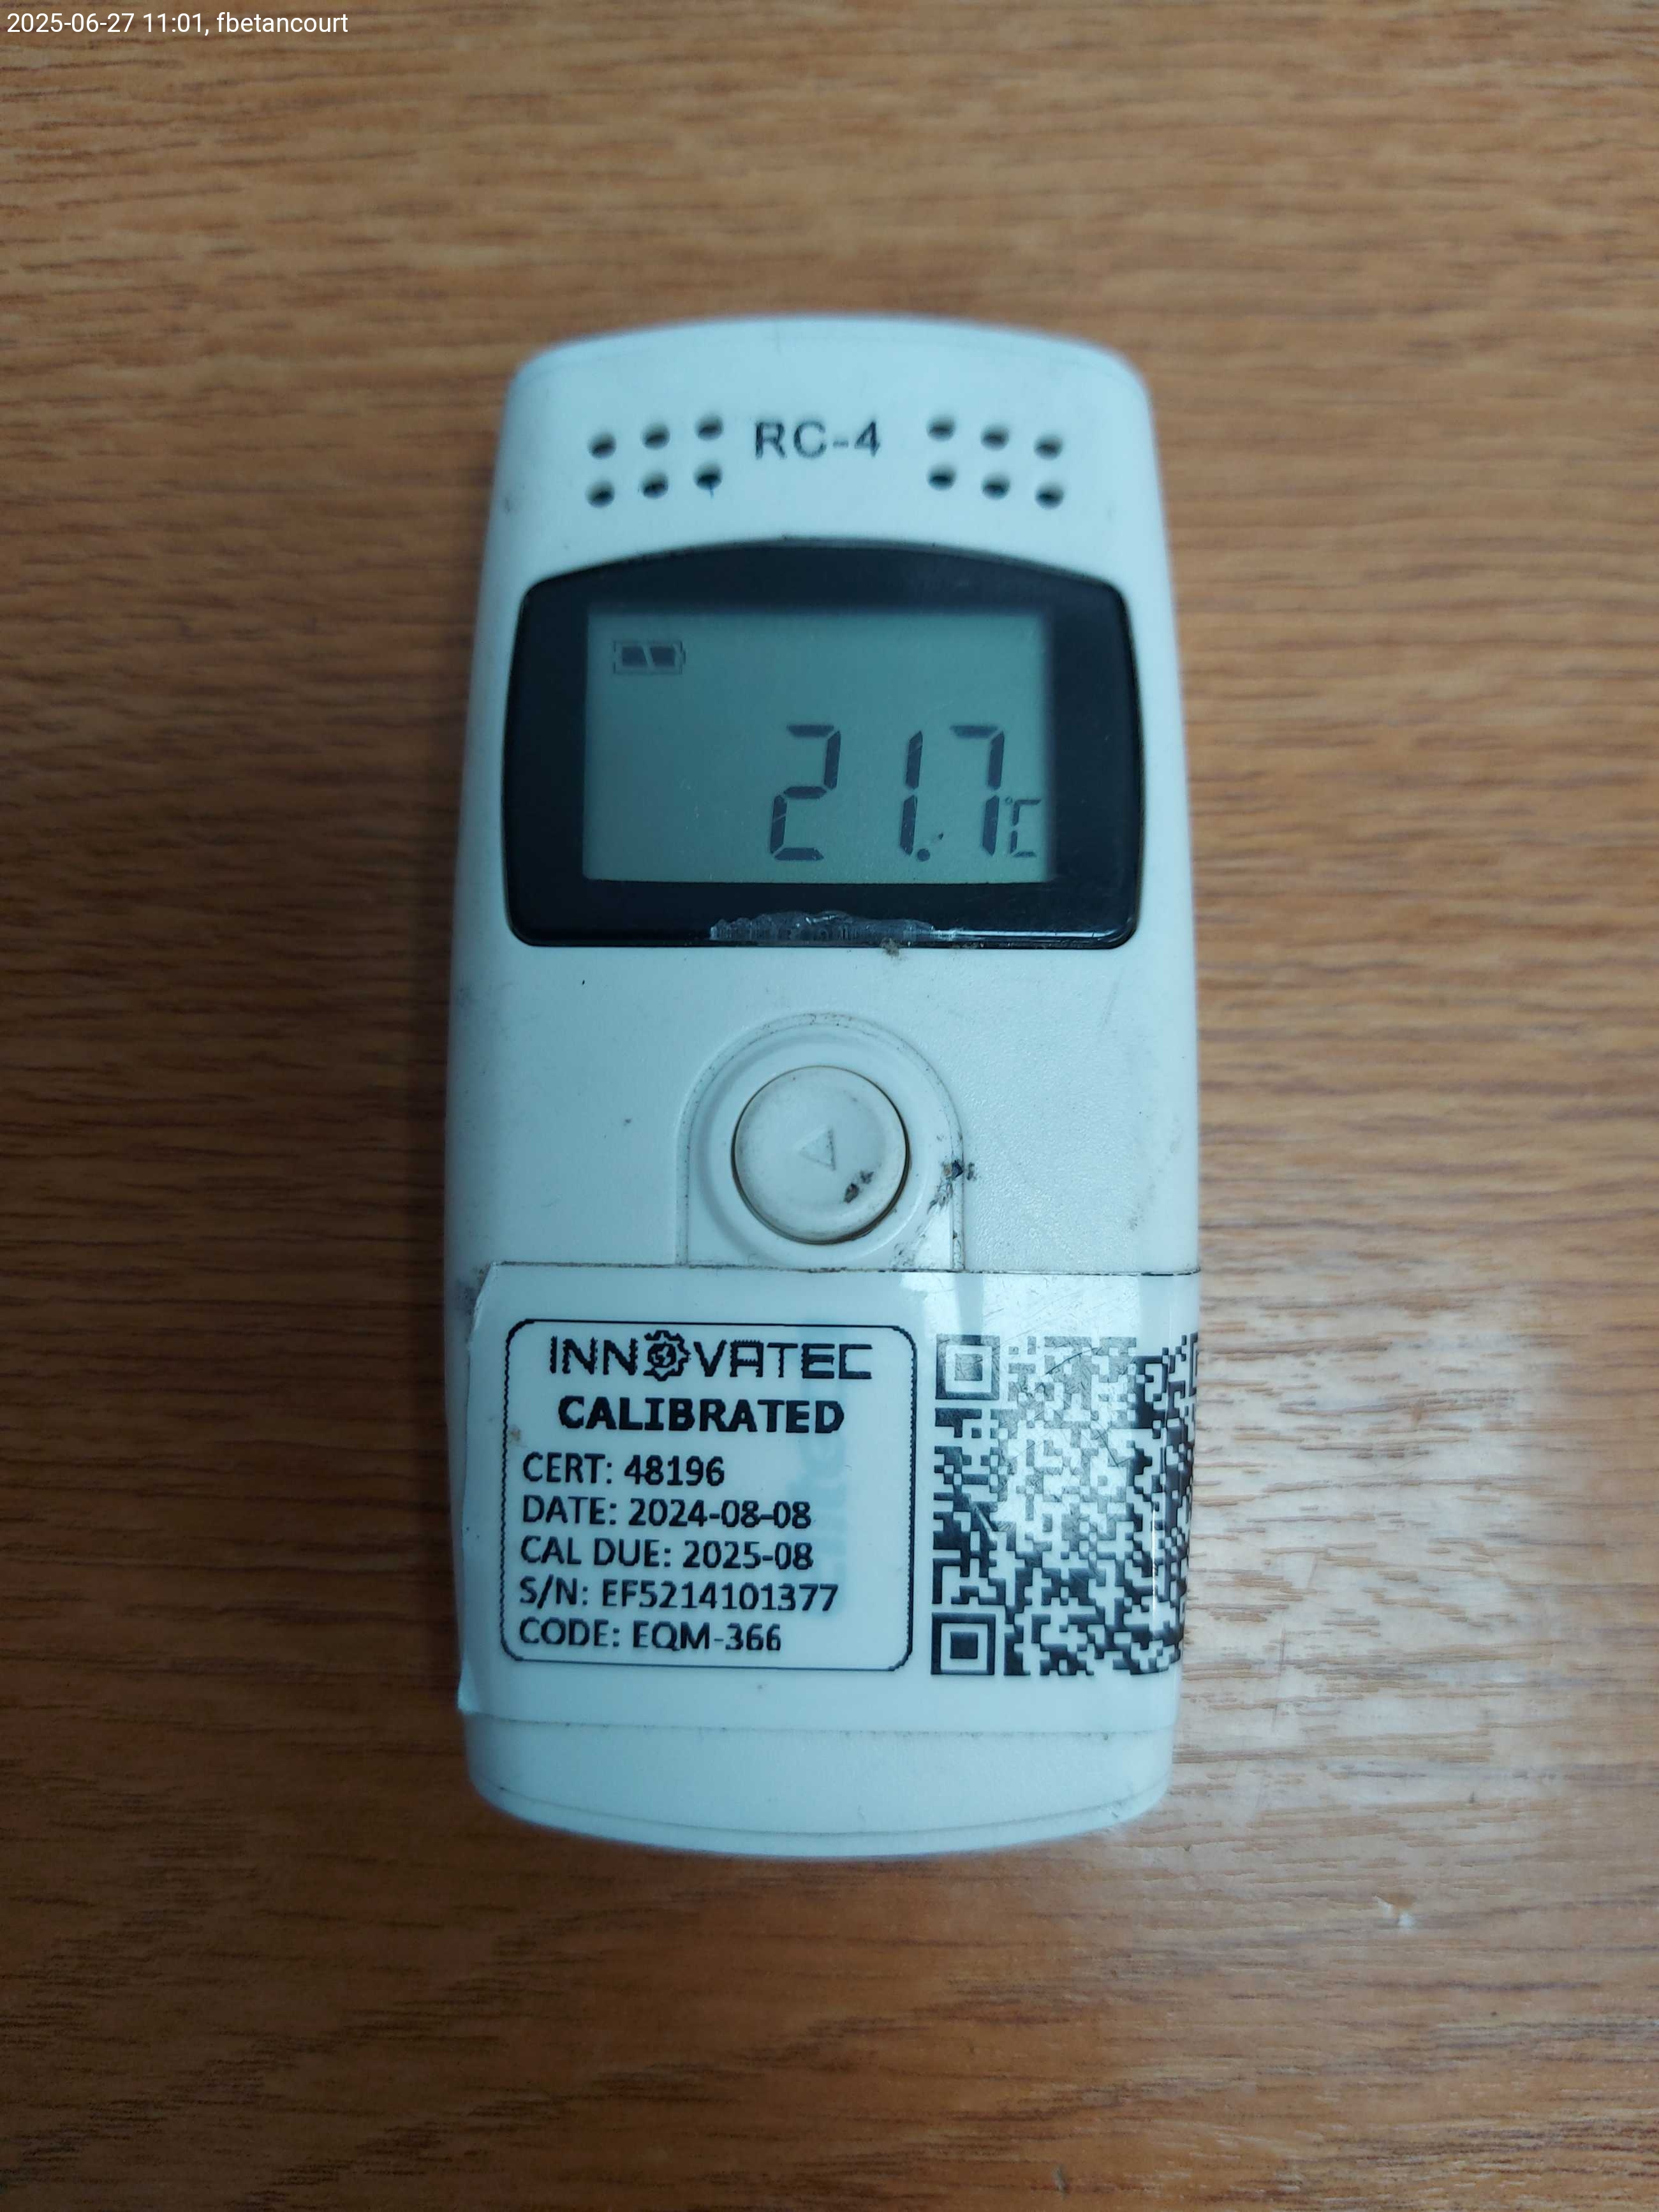 2025-06-27 11:01, fbetancourt
RC-4
21.7°C
INNOVATEC
CALIBRATED
CERT: 48196
DATE: 2024-08-08
CAL DUE: 2025-08
S/N: EF5214101377
CODE: EQM-366